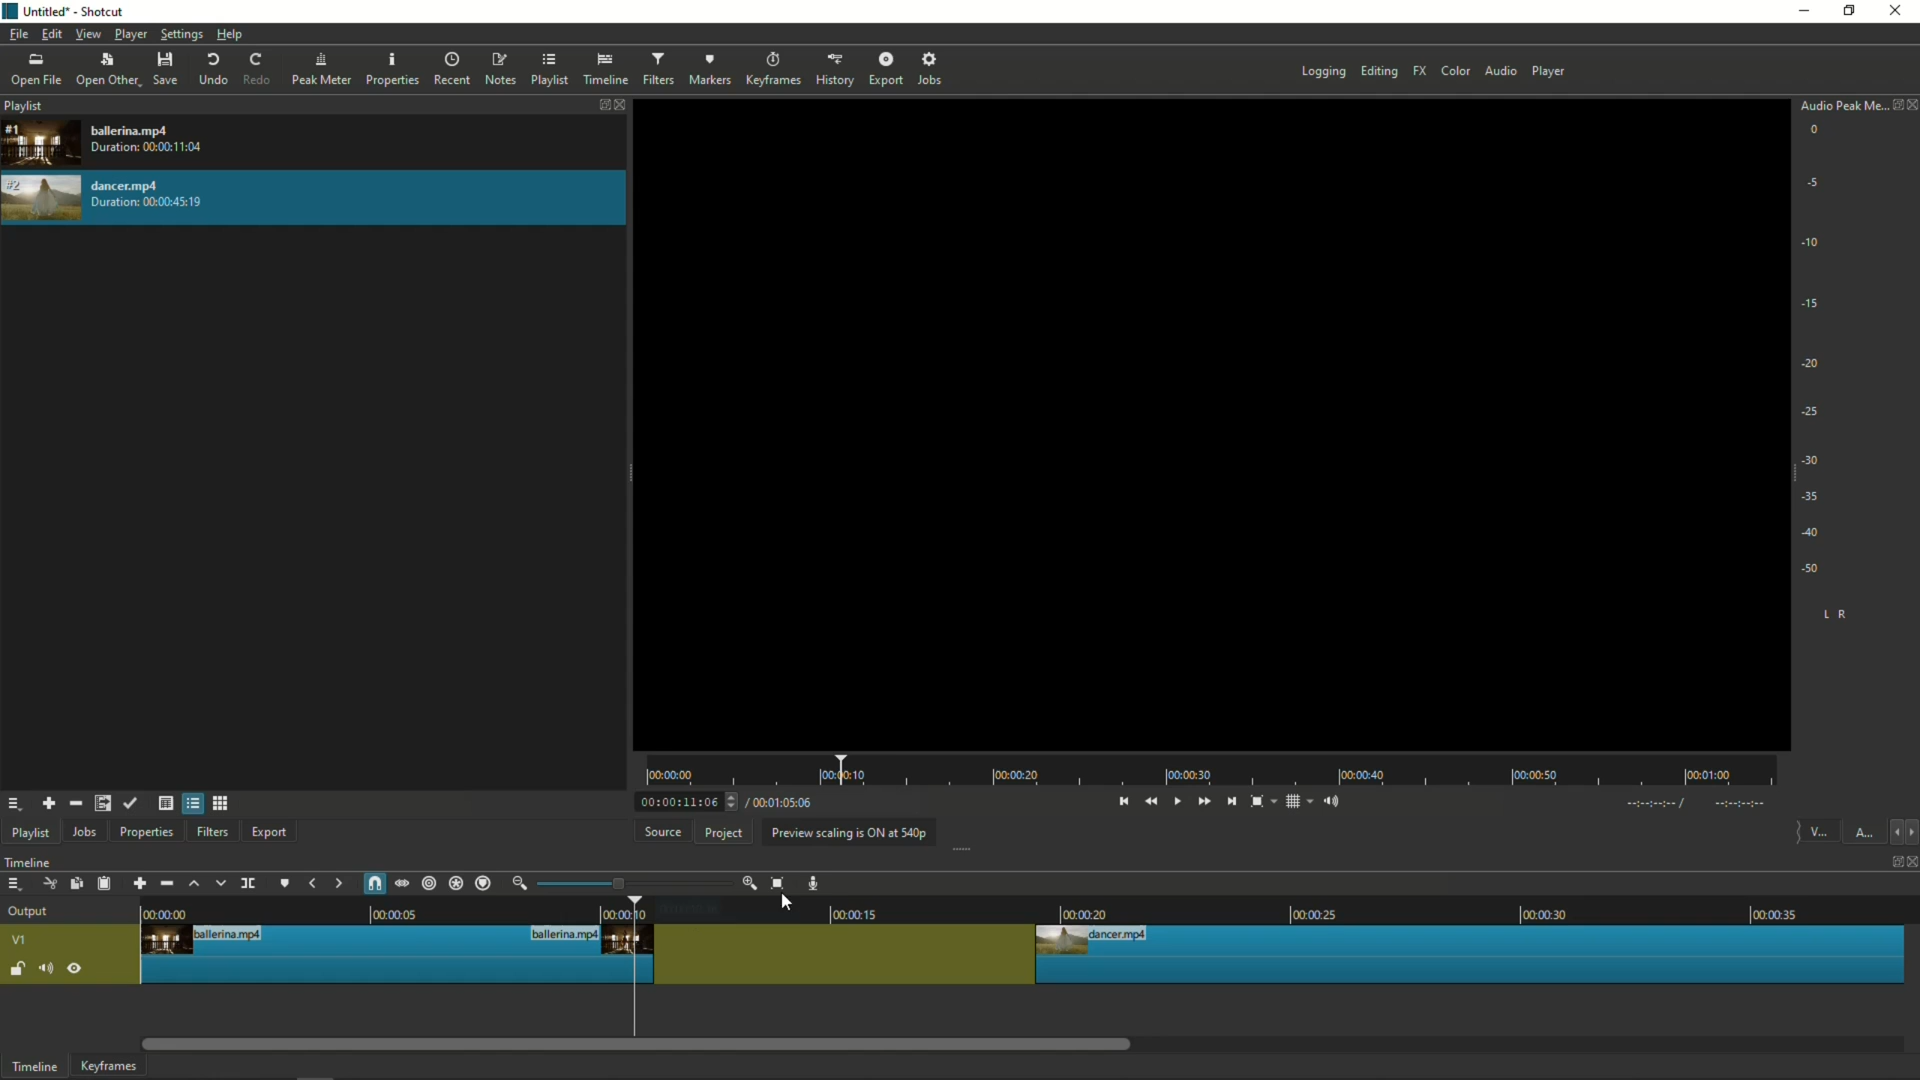 Untitled* - Shotcut
File Edit View Player Settings Help
Open File Open Other Save Undo Redo Peak Meter Properties Recent Notes Playlist Timeline Filters Markers Keyframes History Export Jobs
Logging Editing FX Color Audio Player
Playlist
#1
ballerina.mp4
Duration: 00:00:11:04
#2
dancer.mp4
Duration: 00:00:45:19
Audio Peak Me...
0
-5
-10
-15
-20
-25
-30
-35
-40
-50
L R
00:00:00 00:00:10 00:00:20 00:00:30 00:00:40 00:00:50 00:01:00
00:00:11:06 / 00:01:05:06
--:--:--:-- / --:--:--:--
Playlist Jobs Properties Filters Export
Source Project Preview scaling is ON at 540p
V... A...
Timeline
Output
00:00:00 00:00:05 00:00:10 00:00:15 00:00:20 00:00:25 00:00:30 00:00:35
V1
ballerina.mp4 ballerina.mp4 dancer.mp4
Timeline Keyframes